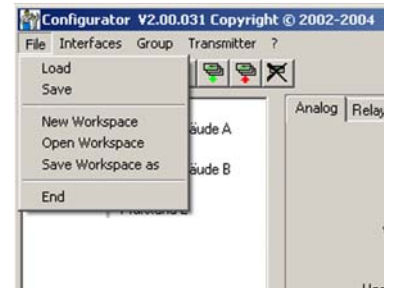 Configurator V2.00.031 Copyright © 2002-2004
File Interfaces Group Transmitter ?
Load
Save
Analog Relay
New Workspace
äude A
Open Workspace
Save Workspace as
äude B
End